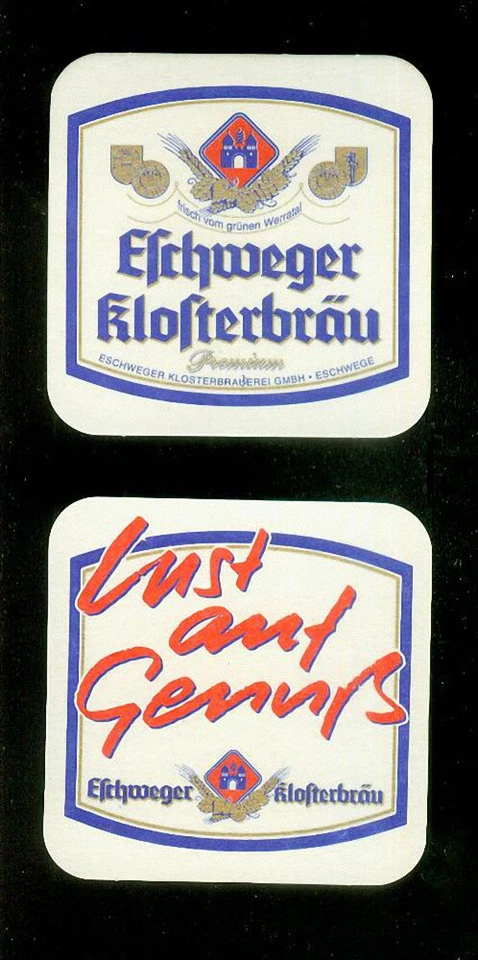 frisch vom grünen Werratal
Eſchweger
Kloſterbräu
Premium
ESCHWEGER KLOSTERBRAUEREI GMBH • ESCHWEGE
Lust
auf
Genuß
Eſchweger Kloſterbräu